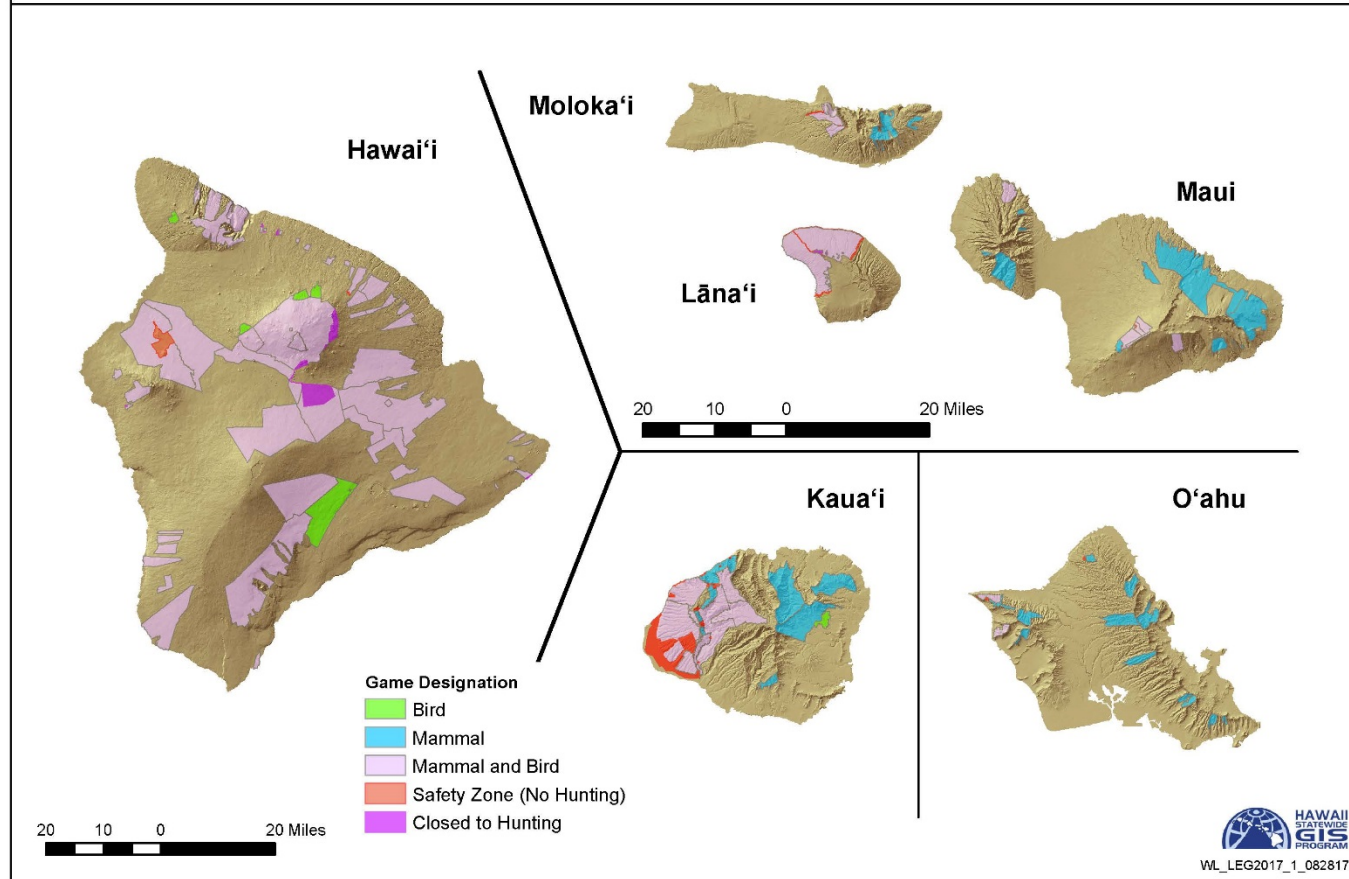 Moloka‘i
Hawai‘i
Maui
Lāna‘i
20 10 0 20 Miles
Kaua‘i
O‘ahu
Game Designation
Bird
Mammal
Mammal and Bird
Safety Zone (No Hunting)
Closed to Hunting
20 10 0 20 Miles
HAWAII
STATEWIDE
GIS
PROGRAM
WL_LEG2017_1_082817